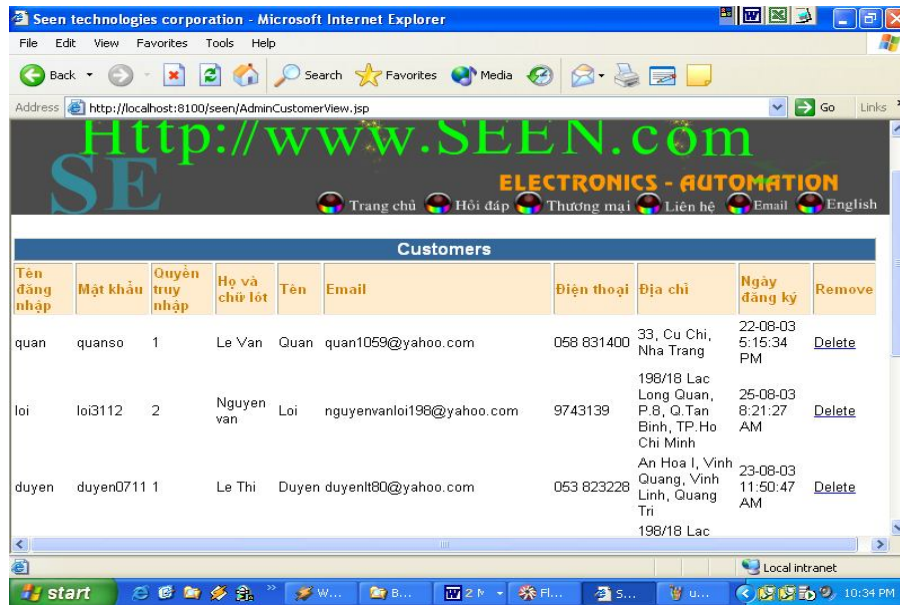 Seen technologies corporation - Microsoft Internet Explorer
File Edit View Favorites Tools Help
Back Search Favorites Media
Address http://localhost:8100/seen/AdminCustomerView.jsp Go Links
Http://www.SEEN.com
SE
ELECTRONICS - AUTOMATION
Trang chủ Hỏi đáp Thương mại Liên hệ Email English
Customers
Tên đăng nhập Mật khẩu Quyền truy nhập Họ và chữ lót Tên Email Điện thoại Địa chỉ Ngày đăng ký Remove
quan quanso 1 Le Van Quan quan1059@yahoo.com 058 831400 33, Cu Chi, Nha Trang 22-08-03 5:15:34 PM Delete
loi loi3112 2 Nguyen van Loi nguyenvanloi198@yahoo.com 9743139 198/18 Lac Long Quan, P.8, Q.Tan Binh, TP.Ho Chi Minh 25-08-03 8:21:27 AM Delete
duyen duyen0711 1 Le Thi Duyen duyenlt80@yahoo.com 053 823228 An Hoa I, Vinh Quang, Vinh Linh, Quang Tri 23-08-03 11:50:47 AM Delete
198/18 Lac
Local intranet
start W... B... 2 Fl... S... u... 10:34 PM